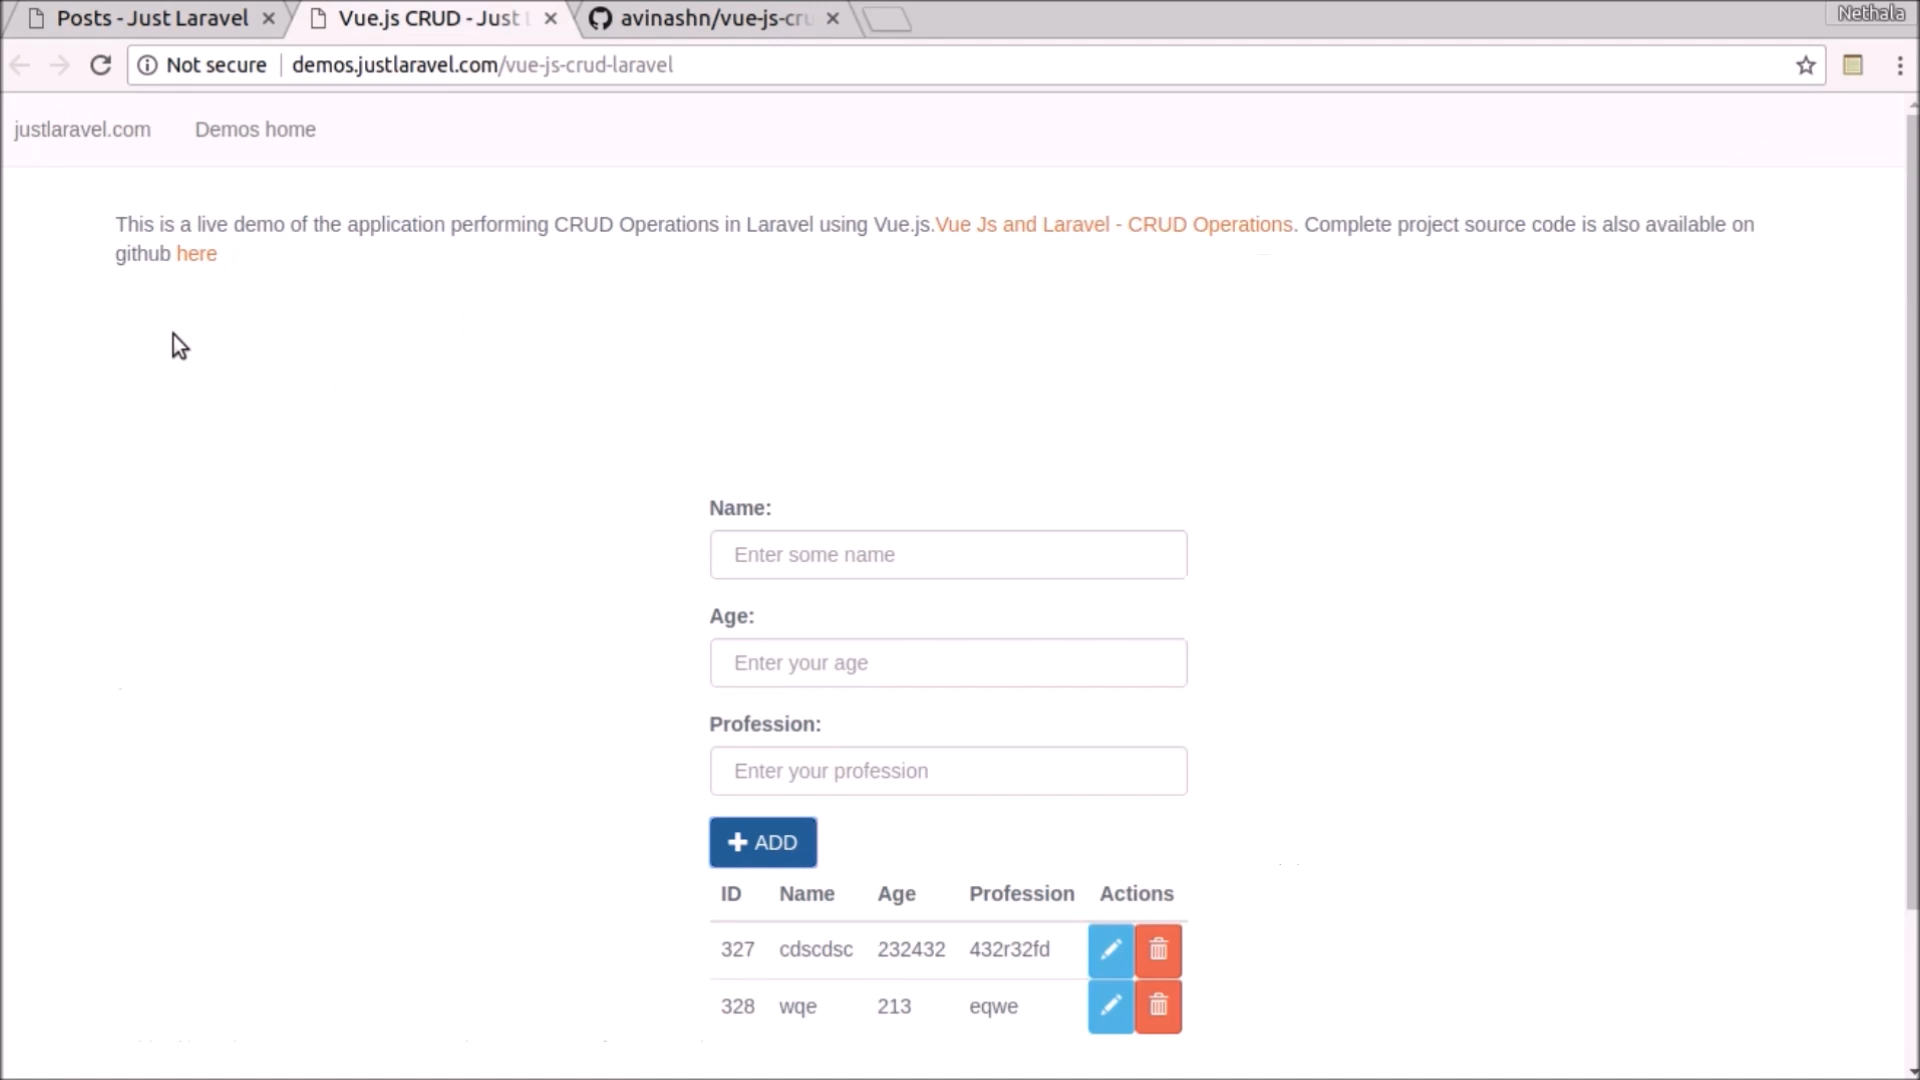 Posts - Just Laravel
Vue.js CRUD - Just
avinashn/vue-js-cru
Nethala
Not secure
demos.justlaravel.com/vue-js-crud-laravel
justlaravel.com
Demos home
This is a live demo of the application performing CRUD Operations in Laravel using Vue.js.Vue Js and Laravel - CRUD Operations. Complete project source code is also available on
github here
Name:
Enter some name
Age:
Enter your age
Profession:
Enter your profession
ADD
ID Name Age Profession Actions
327 cdscdsc 232432 432r32fd
328 wqe 213 eqwe